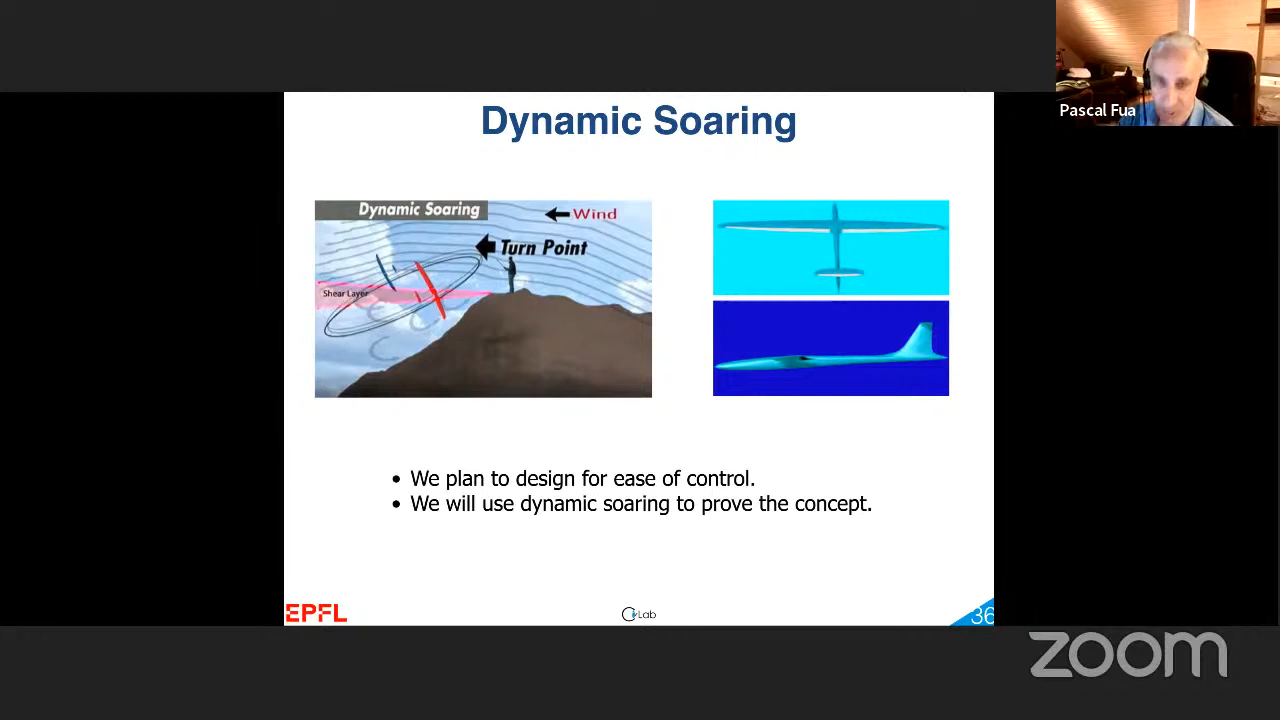 Pascal Fua
Dynamic Soaring
Dynamic Soaring
Wind
Turn Point
Shear Layer
• We plan to design for ease of control.
• We will use dynamic soaring to prove the concept.
EPFL
CvLab
36
zoom